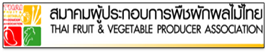 สมาคมผู้ประกอบการพืชผักผลไม้ไทย
THAI FRUIT & VEGETABLE PRODUCER ASSOCIATION